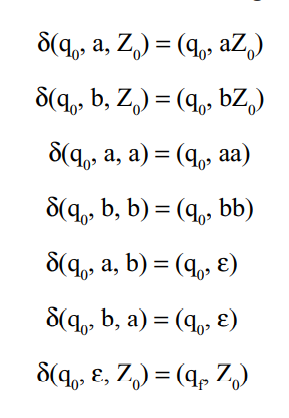 δ(q₀, a, Z₀) = (q₀, aZ₀)
δ(q₀, b, Z₀) = (q₀, bZ₀)
δ(q₀, a, a) = (q₀, aa)
δ(q₀, b, b) = (q₀, bb)
δ(q₀, a, b) = (q₀, ε)
δ(q₀, b, a) = (q₀, ε)
δ(q₀, ε, Z₀) = (q_f, Z₀)